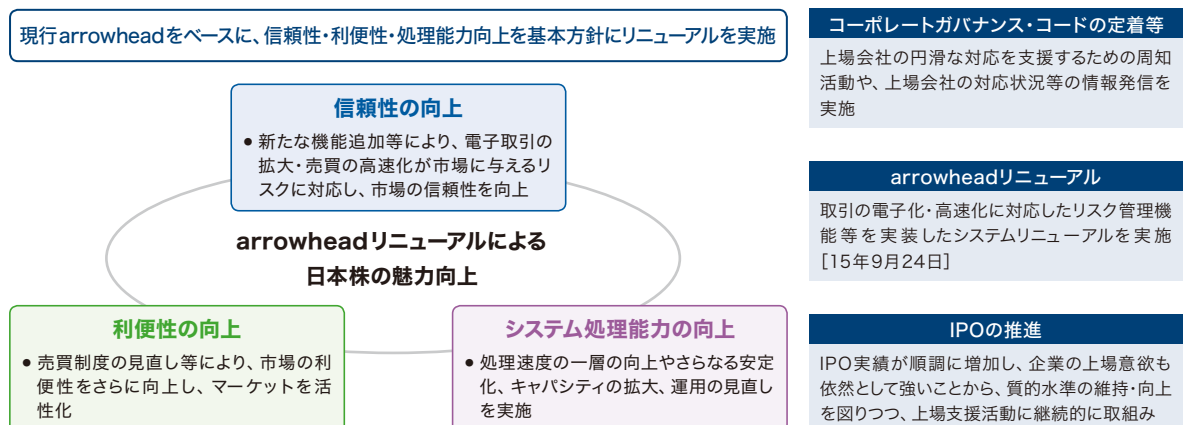 現行arrowheadをベースに、信頼性・利便性・処理能力向上を基本方針にリニューアルを実施
信頼性の向上
● 新たな機能追加等により、電子取引の
拡大・売買の高速化が市場に与えるリ
スクに対応し、市場の信頼性を向上
arrowheadリニューアルによる
日本株の魅力向上
利便性の向上
● 売買制度の見直し等により、市場の利
便性をさらに向上し、マーケットを活
性化
システム処理能力の向上
● 処理速度の一層の向上やさらなる安定
化、キャパシティの拡大、運用の見直し
を実施
コーポレートガバナンス・コードの定着等
上場会社の円滑な対応を支援するための周知
活動や、上場会社の対応状況等の情報発信を
実施
arrowheadリニューアル
取引の電子化・高速化に対応したリスク管理機
能等を実装したシステムリニューアルを実施
[15年9月24日]
IPOの推進
IPO実績が順調に増加し、企業の上場意欲も
依然として強いことから、質的水準の維持・向上
を図りつつ、上場支援活動に継続的に取組み